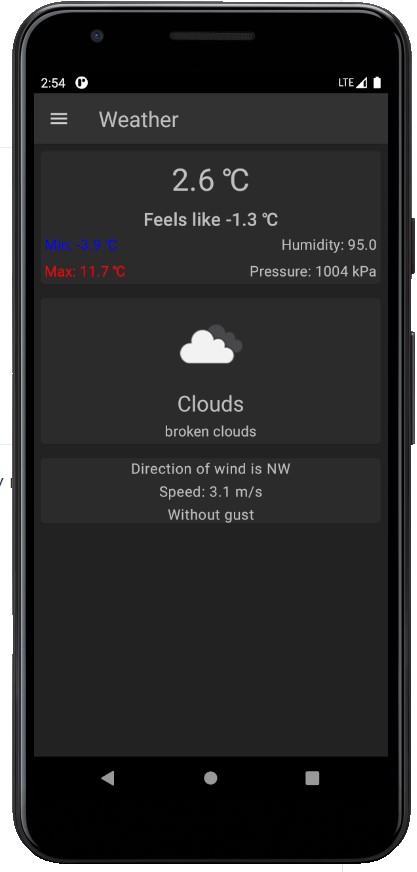 2:54 LTE
Weather
2.6 ℃
Feels like -1.3 ℃
Min: -3.9 ℃ Humidity: 95.0
Max: 11.7 ℃ Pressure: 1004 kPa
Clouds
broken clouds
Direction of wind is NW
Speed: 3.1 m/s
Without gust